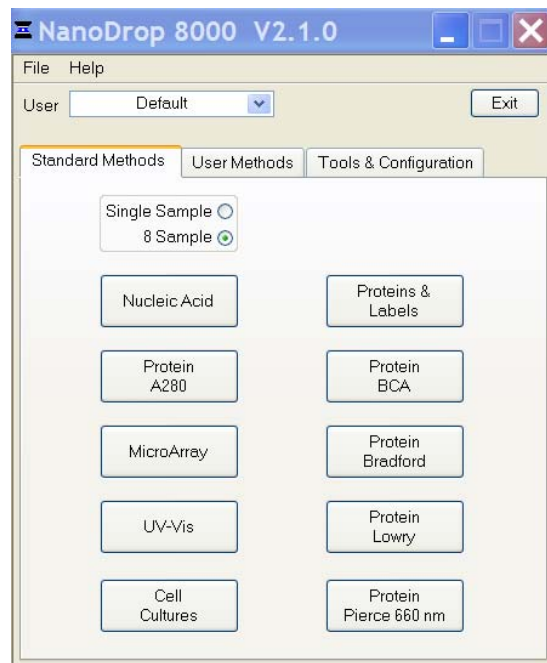 NanoDrop 8000 V2.1.0
File Help
User Default Exit
Standard Methods User Methods Tools & Configuration
Single Sample
8 Sample
Nucleic Acid
Proteins &
Labels
Protein
A280
Protein
BCA
MicroArray
Protein
Bradford
UV-Vis
Protein
Lowry
Cell
Cultures
Protein
Pierce 660 nm